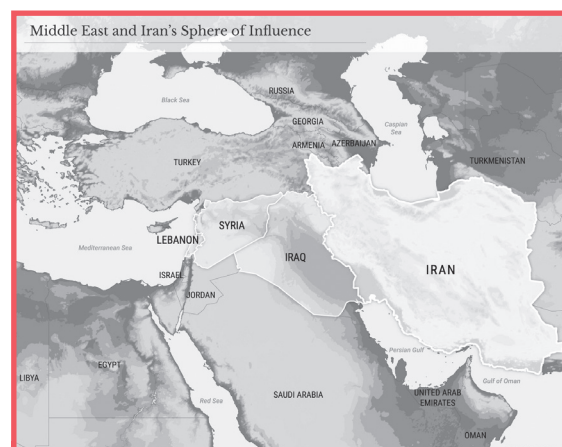 Middle East and Iran's Sphere of Influence
RUSSIA
Black Sea
GEORGIA
Caspian
Sea
ARMENIA
AZERBAIJAN
TURKEY
TURKMENISTAN
SYRIA
LEBANON
Mediterranean Sea
IRAQ
IRAN
ISRAEL
JORDAN
Persian Gulf
EGYPT
LIBYA
Gulf of Oman
SAUDI ARABIA
UNITED ARAB
EMIRATES
Red Sea
OMAN